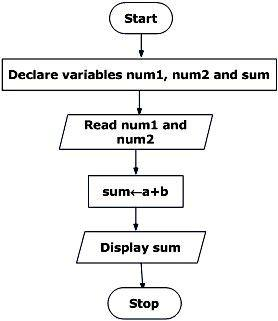 Start
Declare variables num1, num2 and sum
Read num1 and
num2
sum←a+b
Display sum
Stop